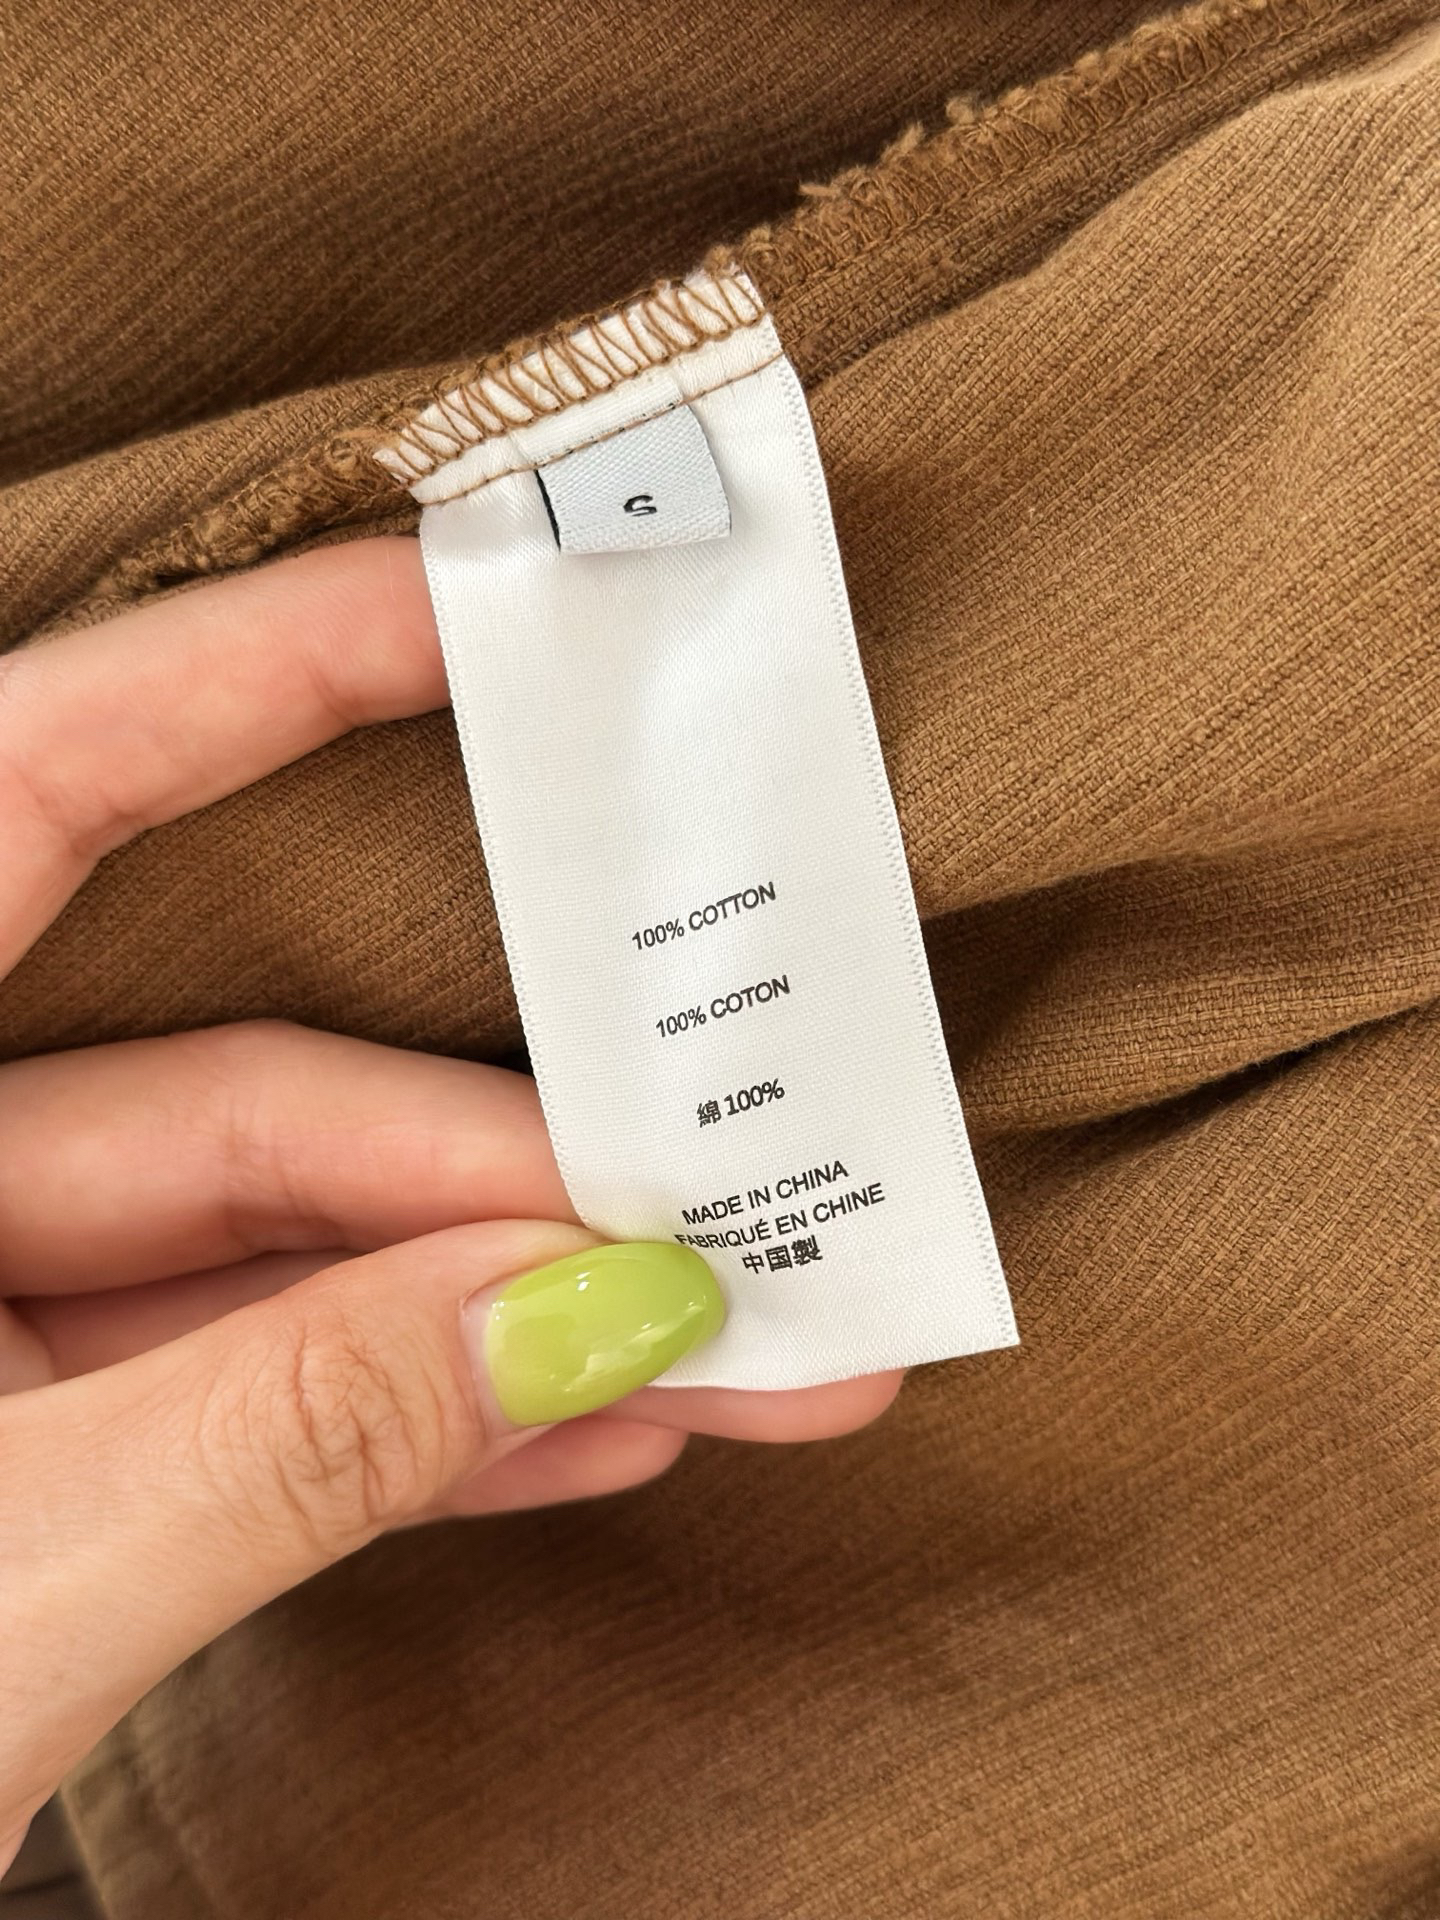 S
100% COTTON
100% COTON
綿 100%
MADE IN CHINA
FABRIQUÉ EN CHINE
中国製